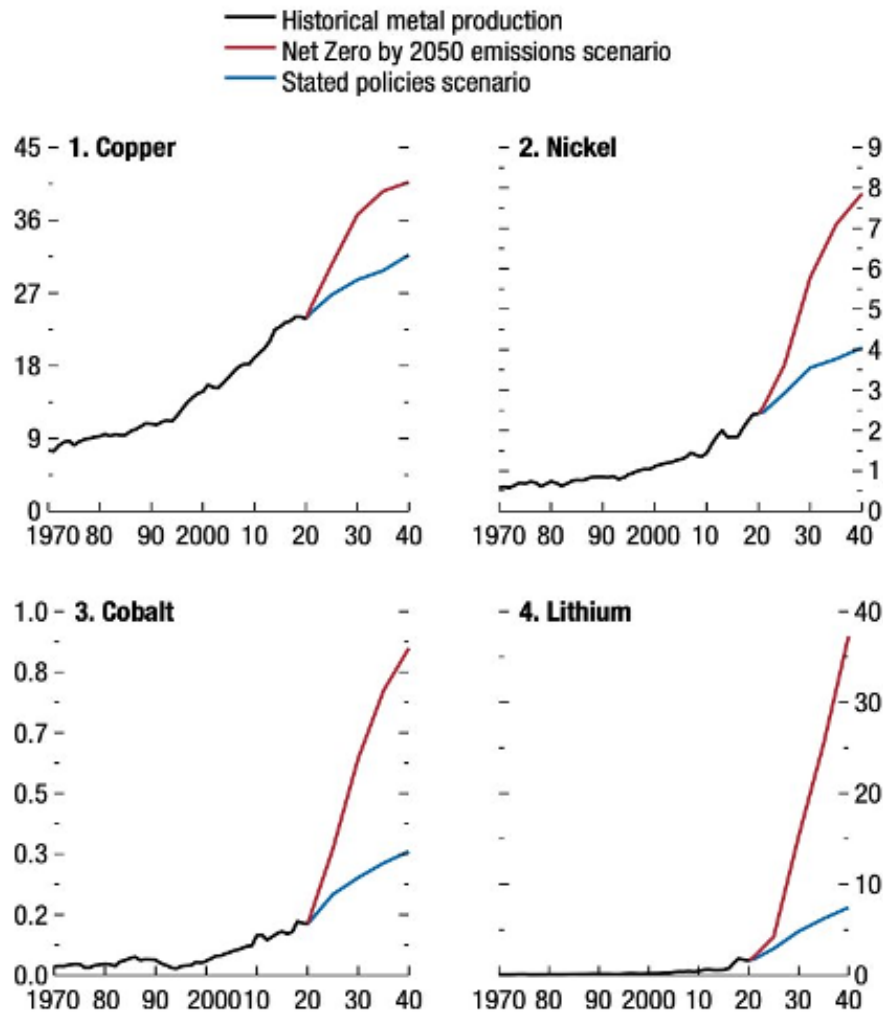 Historical metal production
Net Zero by 2050 emissions scenario
Stated policies scenario
1. Copper
45
36
27
18
9
0
1970 80 90 2000 10 20 30 40
2. Nickel
9
8
7
6
5
4
3
2
1
0
1970 80 90 2000 10 20 30 40
3. Cobalt
1.0
0.8
0.7
0.5
0.3
0.2
0.0
1970 80 90 2000 10 20 30 40
4. Lithium
40
30
20
10
0
1970 80 90 2000 10 20 30 40